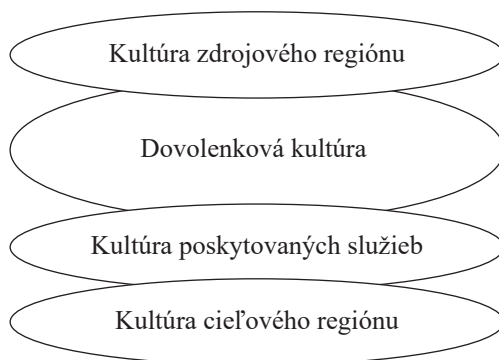 Kultúra zdrojového regiónu
Dovolenková kultúra
Kultúra poskytovaných služieb
Kultúra cieľového regiónu